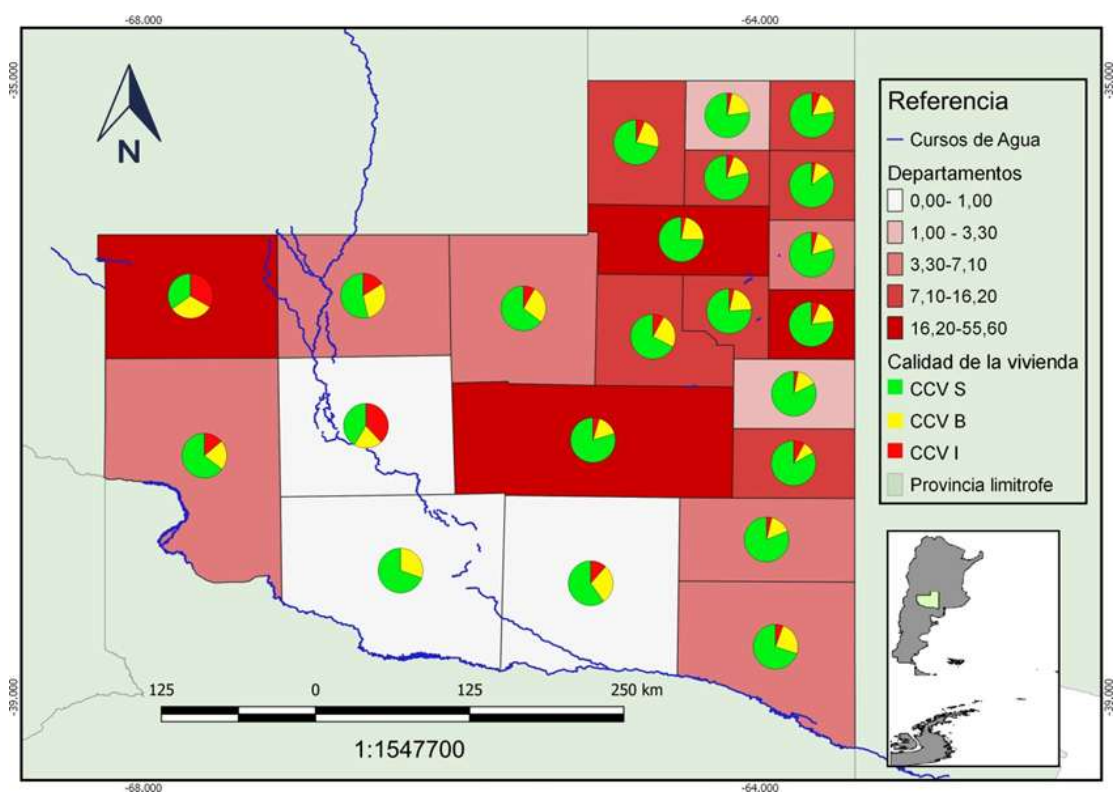 -68.000
-64.000
-35.000
-35.000
N
Referencia
Cursos de Agua
Departamentos
0,00- 1,00
1,00 - 3,30
3,30-7,10
7,10-16,20
16,20-55,60
Calidad de la vivienda
CCV S
CCV B
CCV I
Provincia limitrofe
-39.000
-39.000
125
0
125
250 km
1:1547700
-68.000
-64.000